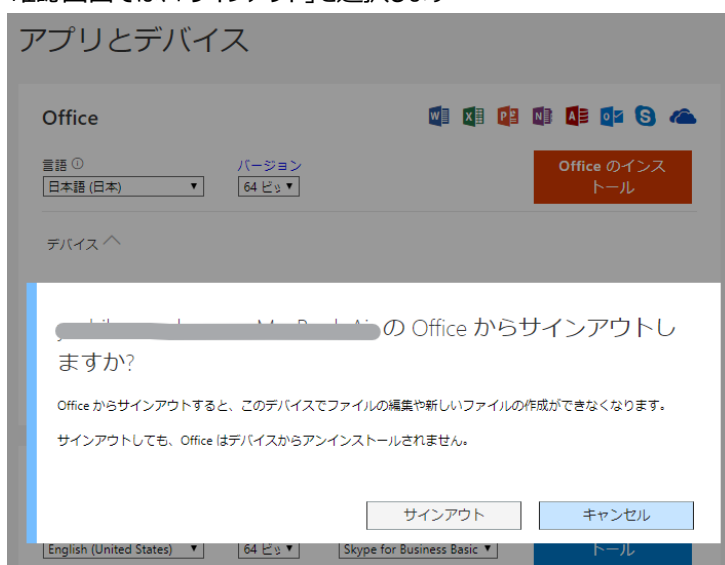 アプリとデバイス
Office
言語
バージョン
Office のインストール
日本語 (日本)
64 ビッ
デバイス
の Office からサインアウトし
ますか?
Office からサインアウトすると、このデバイスでファイルの編集や新しいファイルの作成ができなくなります。
サインアウトしても、Office はデバイスからアンインストールされません。
サインアウト
キャンセル
English (United States)
64 ビッ
Skype for Business Basic
トール